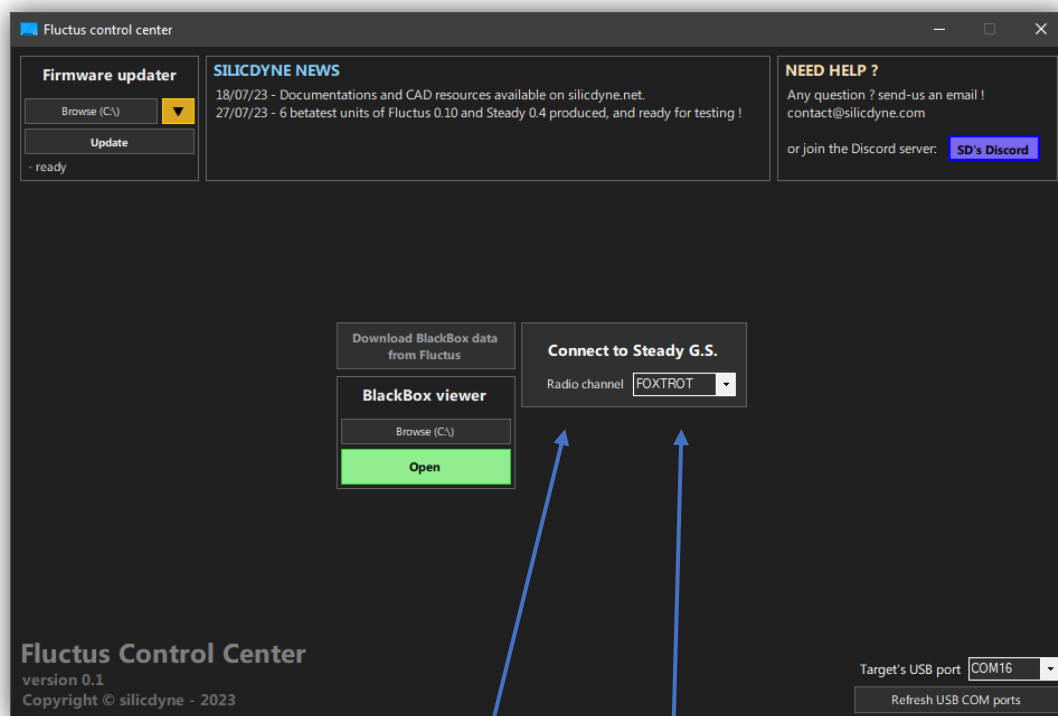 Fluctus control center
Firmware updater
Browse (C:\)
▼
Update
- ready
SILICDYNE NEWS
18/07/23 - Documentations and CAD resources available on silicdyne.net.
27/07/23 - 6 betatest units of Fluctus 0.10 and Steady 0.4 produced, and ready for testing !
NEED HELP ?
Any question ? send-us an email !
contact@silicdyne.com
or join the Discord server: SD's Discord
Download BlackBox data
from Fluctus
BlackBox viewer
Browse (C:\)
Open
Connect to Steady G.S.
Radio channel FOXTROT
Fluctus Control Center
version 0.1
Copyright © silicdyne - 2023
Target's USB port COM16
Refresh USB COM ports